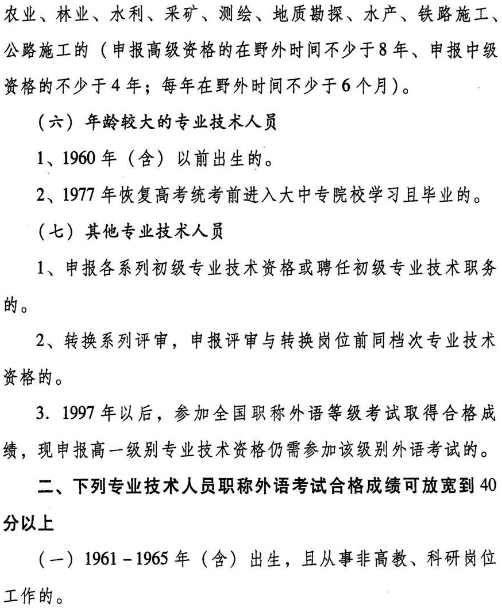 农业、林业、水利、采矿、测绘、地质勘探、水产、铁路施工、
公路施工的（申报高级资格的在野外时间不少于8年、申报中级
资格的不少于4年；每年在野外时间不少于6个月）。
（六）年龄较大的专业技术人员
1、1960年（含）以前出生的。
2、1977年恢复高考统考前进入大中专院校学习且毕业的。
（七）其他专业技术人员
1、申报各系列初级专业技术资格或聘任初级专业技术职务
的。
2、转换系列评审，申报评审与转换岗位前同档次专业技术
资格的。
3. 1997年以后，参加全国职称外语等级考试取得合格成
绩，现申报高一级别专业技术资格仍需参加该级别外语考试的。
二、下列专业技术人员职称外语考试合格成绩可放宽到40
分以上
（一）1961－1965年（含）出生，且从事非高教、科研岗位
工作的。